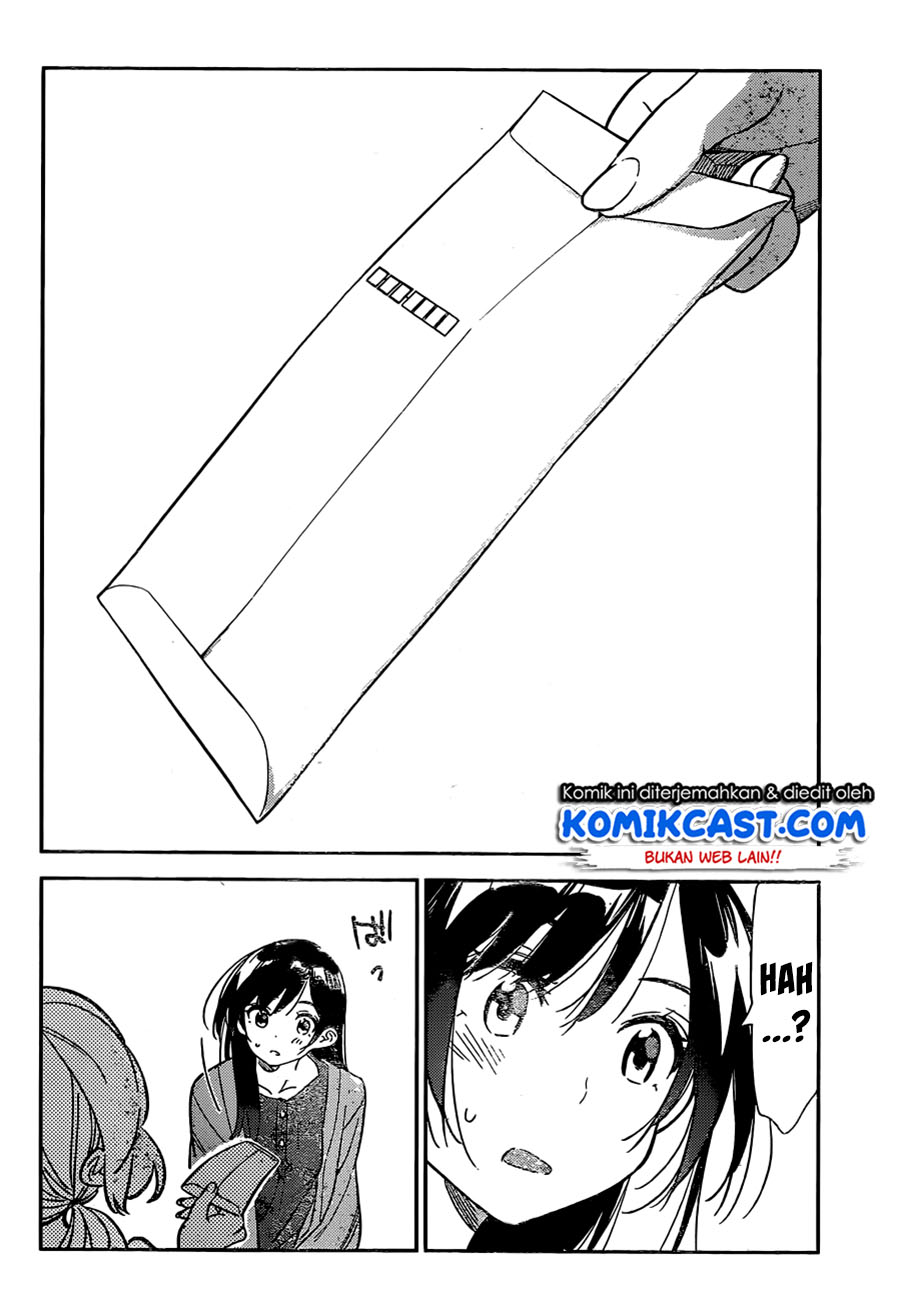 Komik ini diterjemahkan & diedit oleh
KOMIKCAST.COM
BUKAN WEB LAIN!!
HAH
...?